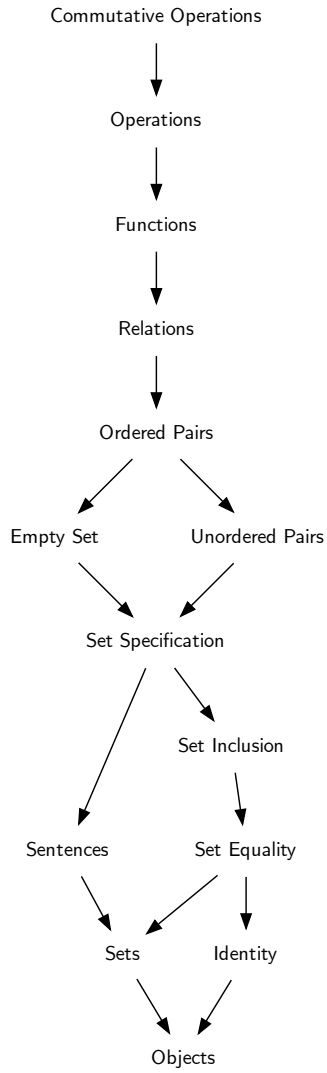 Commutative Operations
Operations
Functions
Relations
Ordered Pairs
Empty Set
Unordered Pairs
Set Specification
Set Inclusion
Sentences
Set Equality
Sets
Identity
Objects